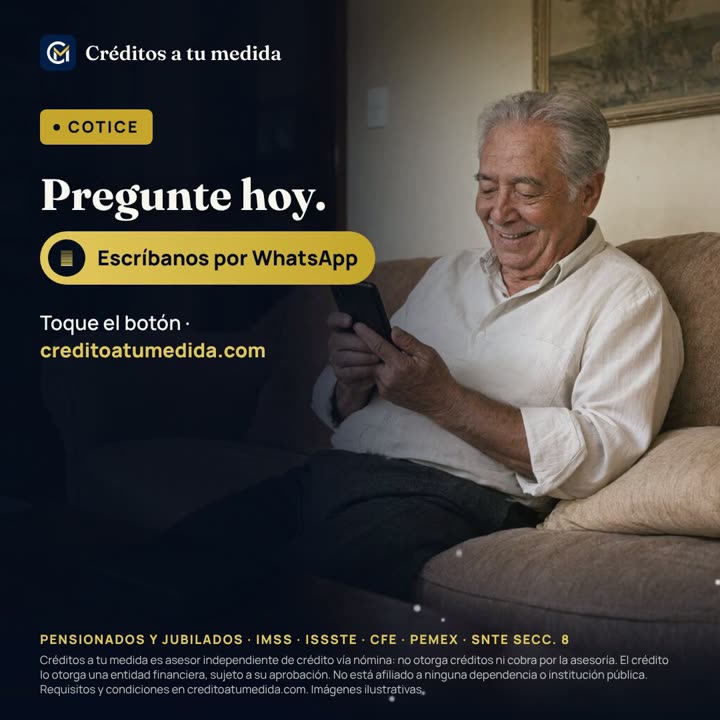 CM
Créditos a tu medida
• COTICE
Pregunte hoy.
Escríbanos por WhatsApp
Toque el botón ·
creditoatumedida.com
PENSIONADOS Y JUBILADOS · IMSS · ISSSTE · CFE · PEMEX · SNTE SECC. 8
Créditos a tu medida es asesor independiente de crédito vía nómina: no otorga créditos ni cobra por la asesoría. El crédito
lo otorga una entidad financiera, sujeto a su aprobación. No está afiliado a ninguna dependencia o institución pública.
Requisitos y condiciones en creditoatumedida.com. Imágenes ilustrativas.